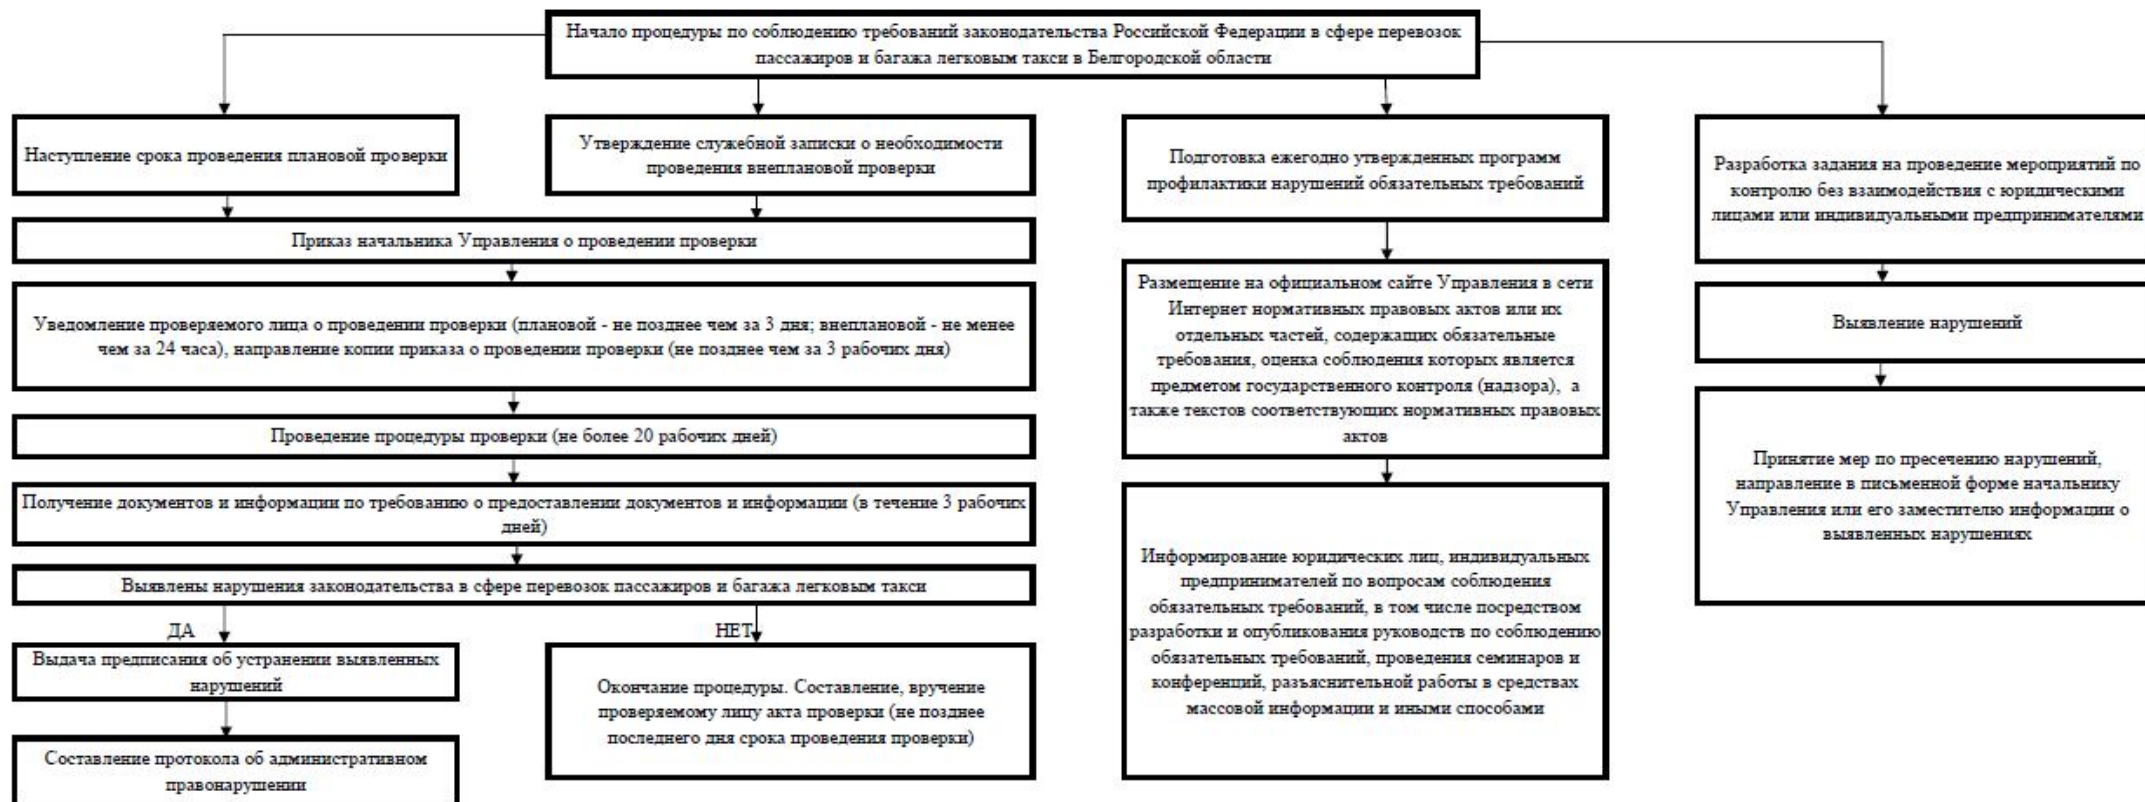 Начало процедуры по соблюдению требований законодательства Российской Федерации в сфере перевозок
пассажиров и багажа легковым такси в Белгородской области
Наступление срока проведения плановой проверки
Утверждение служебной записки о необходимости
проведения внеплановой проверки
Приказ начальника Управления о проведении проверки
Уведомление проверяемого лица о проведении проверки (плановой - не позднее чем за 3 дня; внеплановой - не менее
чем за 24 часа), направление копии приказа о проведении проверки (не позднее чем за 3 рабочих дня)
Проведение процедуры проверки (не более 20 рабочих дней)
Получение документов и информации по требованию о предоставлении документов и информации (в течение 3 рабочих
дней)
Выявлены нарушения законодательства в сфере перевозок пассажиров и багажа легковым такси
ДА
НЕТ
Выдача предписания об устранении выявленных
нарушений
Составление протокола об административном
правонарушении
Окончание процедуры. Составление, вручение
проверяемому лицу акта проверки (не позднее
последнего дня срока проведения проверки)
Подготовка ежегодно утвержденных программ
профилактики нарушений обязательных требований
Размещение на официальном сайте Управления в сети
Интернет нормативных правовых актов или их
отдельных частей, содержащих обязательные
требования, оценка соблюдения которых является
предметом государственного контроля (надзора), а
также текстов соответствующих нормативных правовых
актов
Информирование юридических лиц, индивидуальных
предпринимателей по вопросам соблюдения
обязательных требований, в том числе посредством
разработки и опубликования руководств по соблюдению
обязательных требований, проведения семинаров и
конференций, разъяснительной работы в средствах
массовой информации и иными способами
Разработка задания на проведение мероприятий по
контролю без взаимодействия с юридическими
лицами или индивидуальными предпринимателями
Выявление нарушений
Принятие мер по пресечению нарушений,
направление в письменной форме начальнику
Управления или его заместителю информации о
выявленных нарушениях